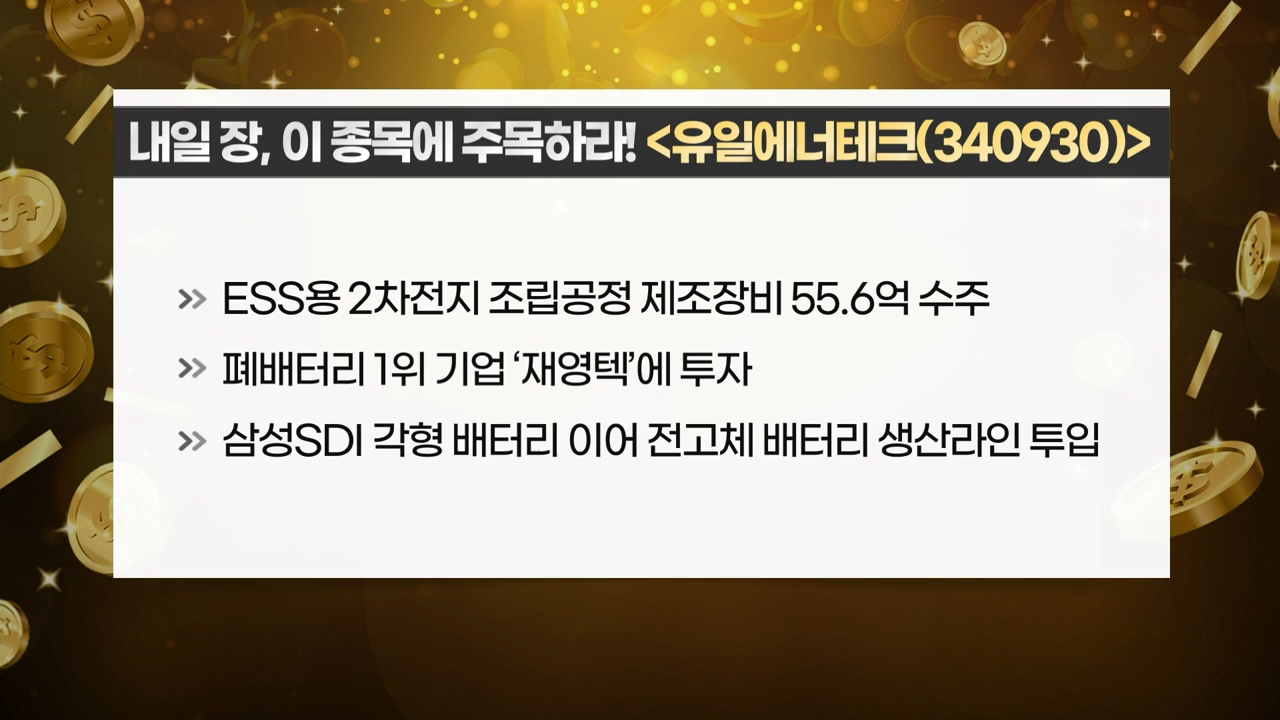 내일 장, 이 종목에 주목하라! <유일에너테크(340930)>
>> ESS용 2차전지 조립공정 제조장비 55.6억 수주
>> 폐배터리 1위 기업 ‘재영텍’에 투자
>> 삼성SDI 각형 배터리 이어 전고체 배터리 생산라인 투입